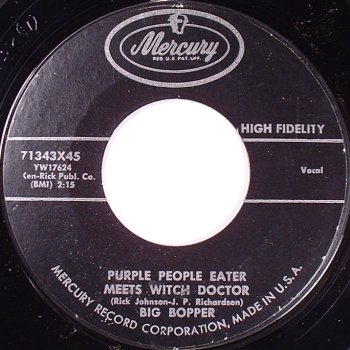 Mercury
REG U.S. PAT. OFF.
HIGH FIDELITY
71343X45
YW17624
Ken-Rick Publ. Co.
(BMI) 2:15
Vocal
PURPLE PEOPLE EATER
MEETS WITCH DOCTOR
(Rick Johnson-J. P. Richardson)
BIG BOPPER
MERCURY RECORD CORPORATION, MADE IN U.S.A.